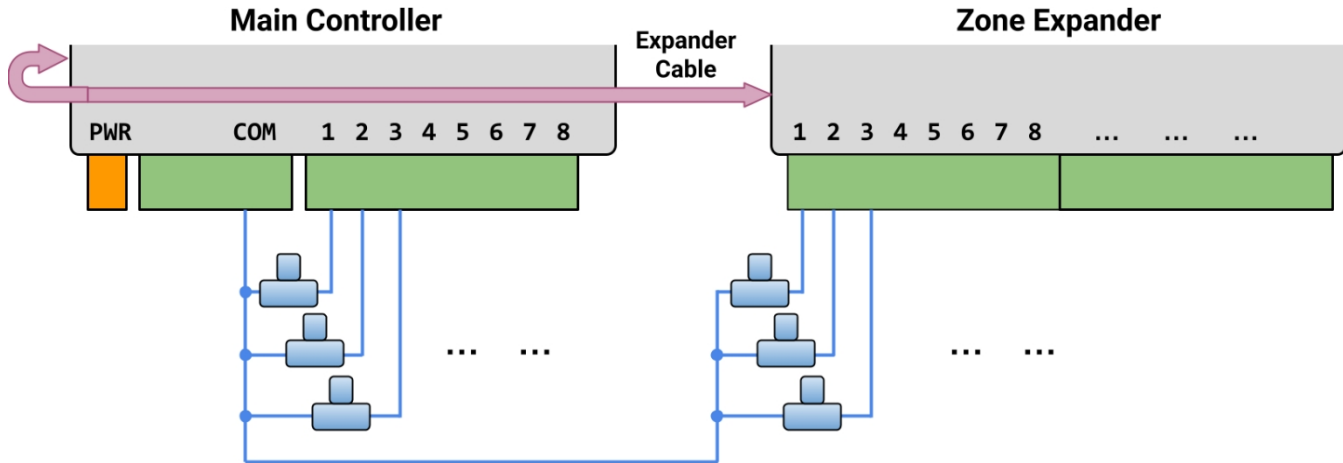 Main Controller
Zone Expander
Expander
Cable
PWR COM 1 2 3 4 5 6 7 8
1 2 3 4 5 6 7 8 ... ... ...
... ...
... ...